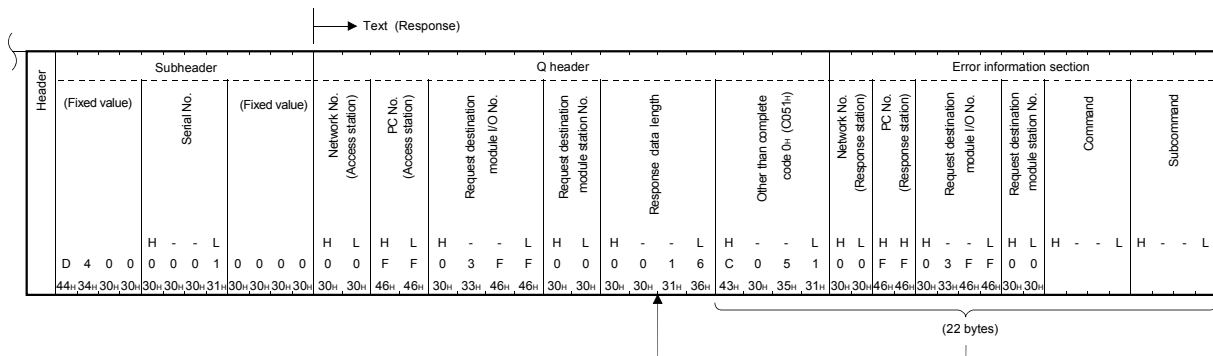 Text (Response)
Header
Subheader
Q header
Error information section
(Fixed value)
Serial No.
(Fixed value)
Network No.
(Access station)
PC No.
(Access station)
Request destination
module I/O No.
Request destination
module station No.
Response data length
Other than complete
code 0H (C051H)
Network No.
(Response station)
PC No.
(Response station)
Request destination
module I/O No.
Request destination
module station No.
Command
Subcommand
H - - L H L H L H - - L H L H - - L H - - L H L H H H - - L H L H - - L H - - L
D 4 0 0 0 0 0 1 0 0 0 0 0 0 F F 0 3 F F 0 0 0 0 1 6 C 0 5 1 0 0 F F 0 3 F F 0 0
44H 34H 30H 30H 30H 30H 30H 31H 30H 30H 30H 30H 30H 30H 46H 46H 30H 33H 46H 46H 30H 30H 30H 30H 31H 36H 43H 30H 35H 31H 30H 30H 46H 46H 30H 33H 46H 46H 30H 30H
(22 bytes)